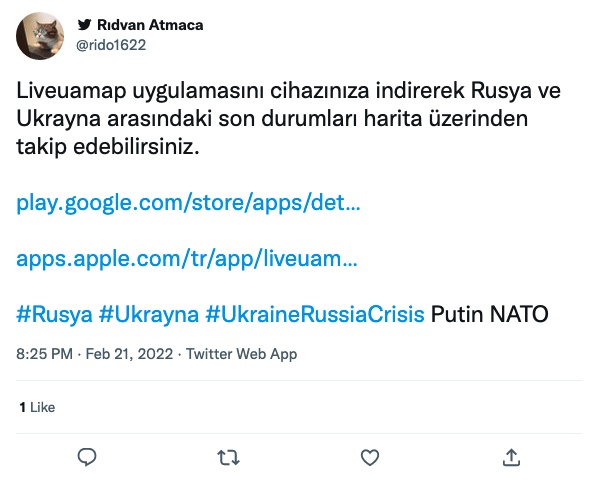 Rıdvan Atmaca
@rido1622
Liveuamap uygulamasını cihazınıza indirerek Rusya ve
Ukrayna arasındaki son durumları harita üzerinden
takip edebilirsiniz.
play.google.com/store/apps/det...
apps.apple.com/tr/app/liveuam...
#Rusya #Ukrayna #UkraineRussiaCrisis Putin NATO
8:25 PM · Feb 21, 2022 · Twitter Web App
1 Like